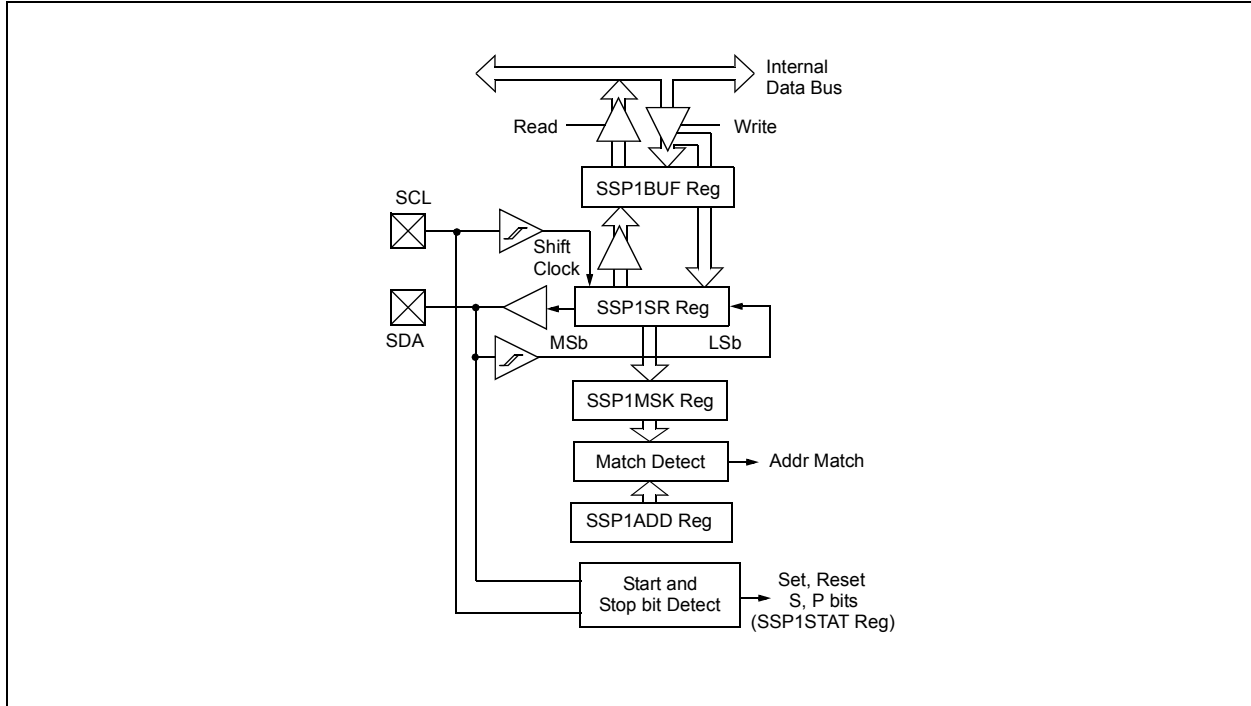 Internal
Data Bus
Read
Write
SSP1BUF Reg
SCL
Shift
Clock
SSP1SR Reg
SDA
MSb
LSb
SSP1MSK Reg
Match Detect
Addr Match
SSP1ADD Reg
Start and
Stop bit Detect
Set, Reset
S, P bits
(SSP1STAT Reg)